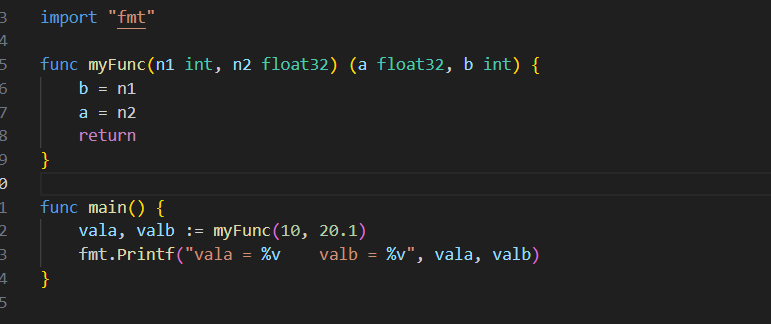 3 import "fmt"
4
5 func myFunc(n1 int, n2 float32) (a float32, b int) {
6     b = n1
7     a = n2
8     return
9 }
0
1 func main() {
2     vala, valb := myFunc(10, 20.1)
3     fmt.Printf("vala = %v    valb = %v", vala, valb)
4 }
5